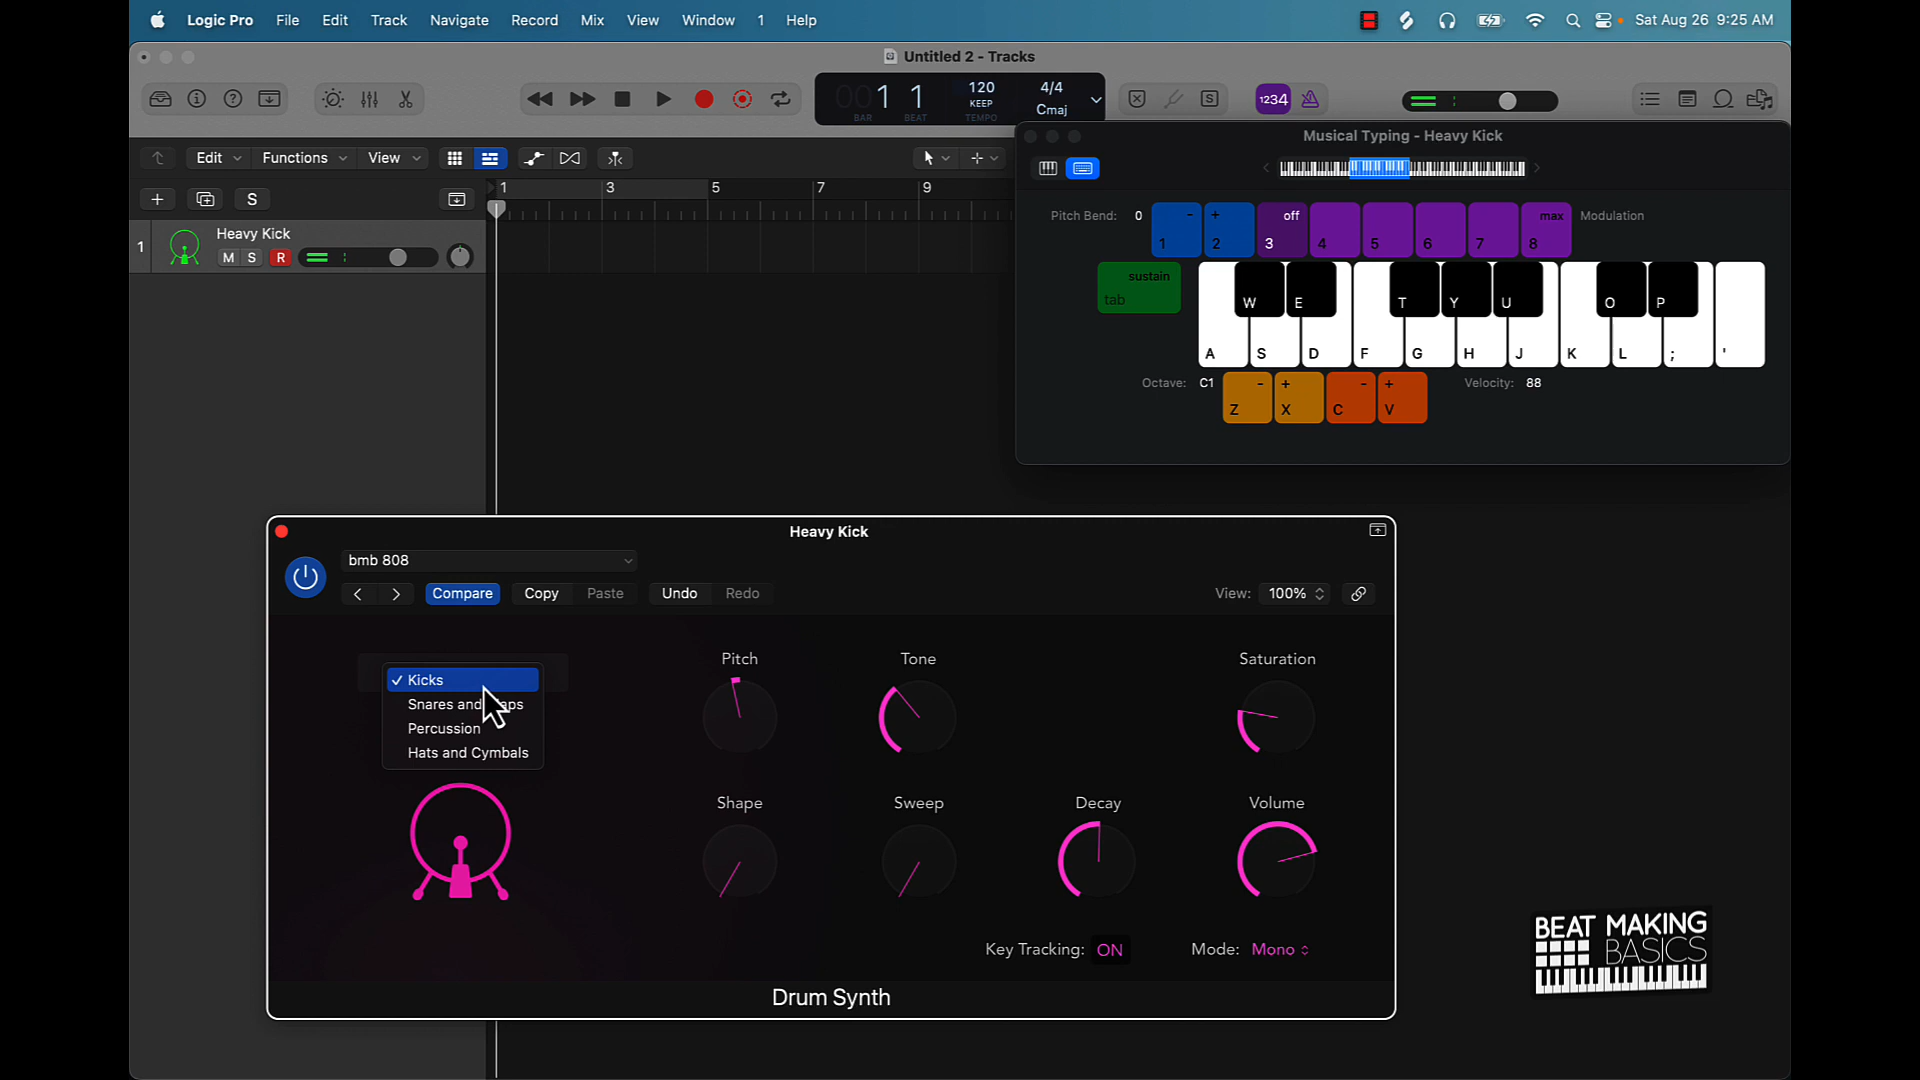 Logic Pro File Edit Track Navigate Record Mix View Window 1 Help Sat Aug 26 9:25 AM
Untitled 2 - Tracks
001 1 120 4/4
KEEP Cmaj
BAR BEAT TEMPO
S 1234
Musical Typing - Heavy Kick
Edit Functions View
S
1 3 5 7 9
1 Heavy Kick
M S R
Pitch Bend: 0 - + off max Modulation
1 2 3 4 5 6 7 8
sustain
tab
W E T Y U O P
A S D F G H J K L ; '
Octave: C1 - + - + Velocity: 88
Z X C V
Heavy Kick
bmb 808
Compare Copy Paste Undo Redo View: 100%
Pitch Tone Saturation
✓ Kicks
Snares and
Percussion
Hats and Cymbals
Shape Sweep Decay Volume
Key Tracking: ON Mode: Mono
Drum Synth
BEAT MAKING
BASICS